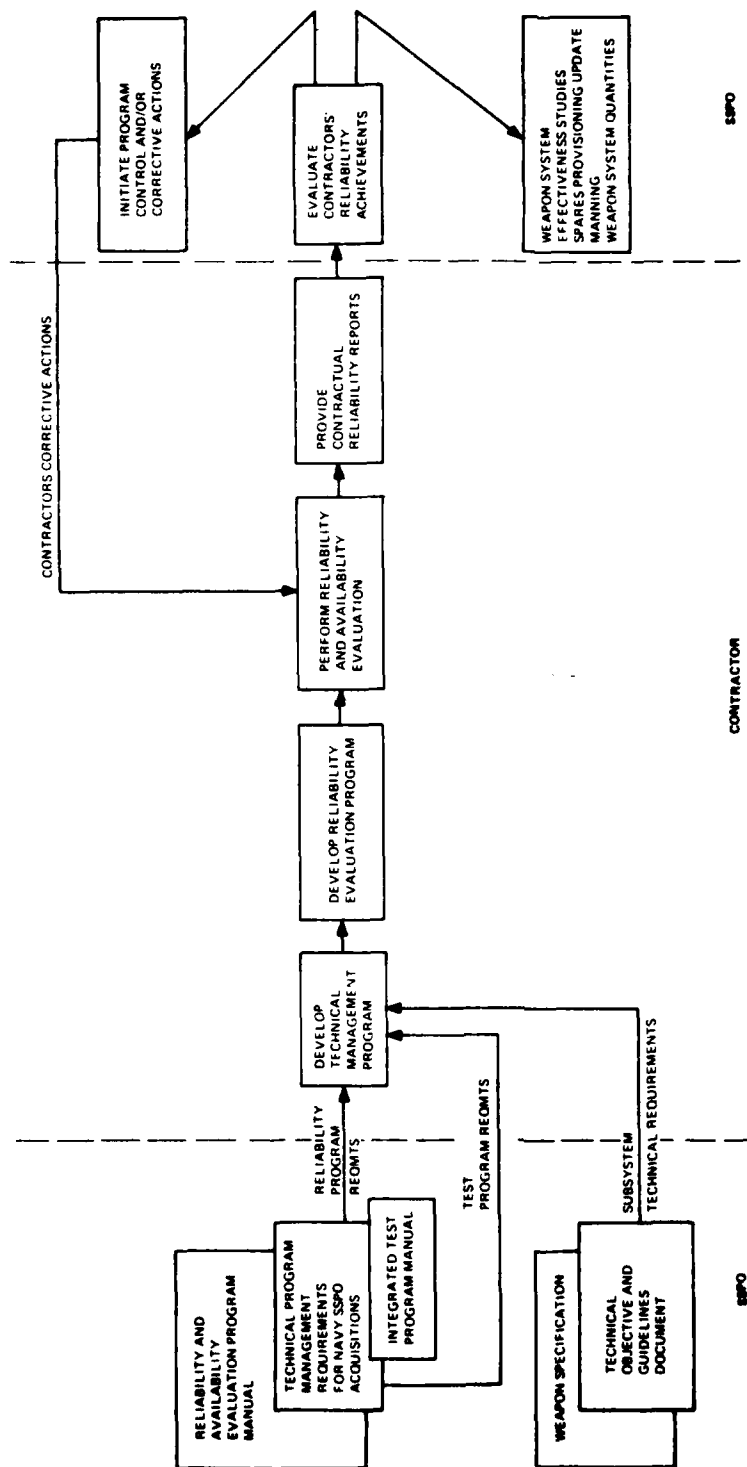 RELIABILITY AND
AVAILABILITY
EVALUATION PROGRAM
MANUAL
TECHNICAL PROGRAM
MANAGEMENT
REQUIREMENTS
FOR NAVY SSPO
ACQUISITIONS
INTEGRATED TEST
PROGRAM MANUAL
WEAPON SPECIFICATION
TECHNICAL
OBJECTIVE AND
GUIDELINES
DOCUMENT
SSPO
RELIABILITY
PROGRAM
REQMTS
TEST
PROGRAM REQMTS
SUBSYSTEM
TECHNICAL REQUIREMENTS
DEVELOP
TECHNICAL
MANAGEMENT
PROGRAM
DEVELOP RELIABILITY
EVALUATION PROGRAM
PERFORM RELIABILITY
AND AVAILABILITY
EVALUATION
PROVIDE
CONTRACTUAL
RELIABILITY REPORTS
CONTRACTORS CORRECTIVE ACTIONS
CONTRACTOR
INITIATE PROGRAM
CONTROL AND/OR
CORRECTIVE ACTIONS
EVALUATE
CONTRACTORS'
RELIABILITY
ACHIEVEMENTS
WEAPON SYSTEM
EFFECTIVENESS STUDIES
SPARES PROVISIONING UPDATE
MANNING
WEAPON SYSTEM QUANTITIES
SSPO